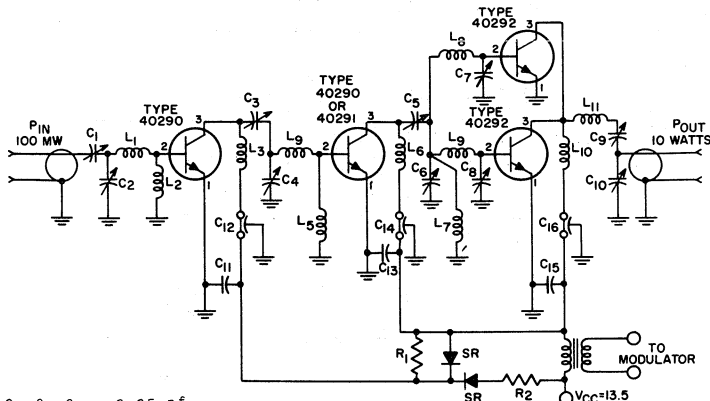 TYPE
40292
3
2
1
L8
C7
PIN
100 MW
C1
L1
C2
L2
TYPE
40290
3
2
1
C3
L3
L9
C4
L5
C12
C11
TYPE
40290
OR
40291
3
2
1
C5
L6
C6
L7
C14
C13
TYPE
40292
3
2
1
L9
C8
L11
L10
C9
C10
POUT
10 WATTS
C16
C15
R1
SR
SR
R2
TO
MODULATOR
VCC=13.5